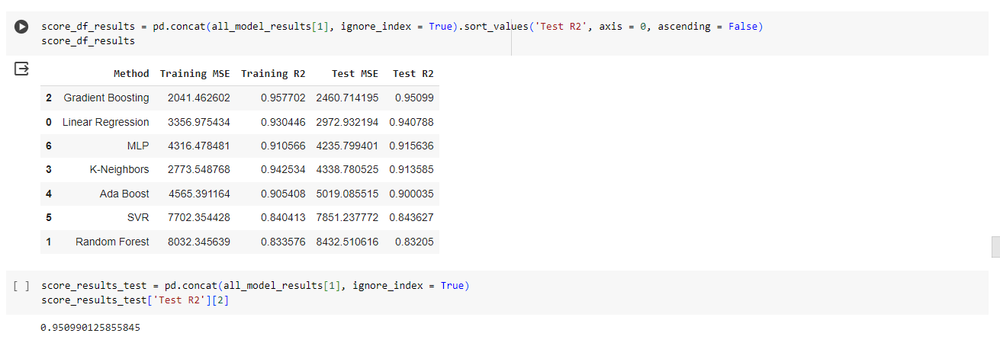 score_df_results = pd.concat(all_model_results[1], ignore_index = True).sort_values('Test R2', axis = 0, ascending = False)
score_df_results
Method Training MSE Training R2 Test MSE Test R2
2 Gradient Boosting 2041.462602 0.957702 2460.714195 0.95099
0 Linear Regression 3356.975434 0.930446 2972.932194 0.940788
6 MLP 4316.478481 0.910566 4235.799401 0.915636
3 K-Neighbors 2773.548768 0.942534 4338.780525 0.913585
4 Ada Boost 4565.391164 0.905408 5019.085515 0.900035
5 SVR 7702.354428 0.840413 7851.237772 0.843627
1 Random Forest 8032.345639 0.833576 8432.510616 0.83205
[ ] score_results_test = pd.concat(all_model_results[1], ignore_index = True)
score_results_test['Test R2'][2]
0.950990125855845